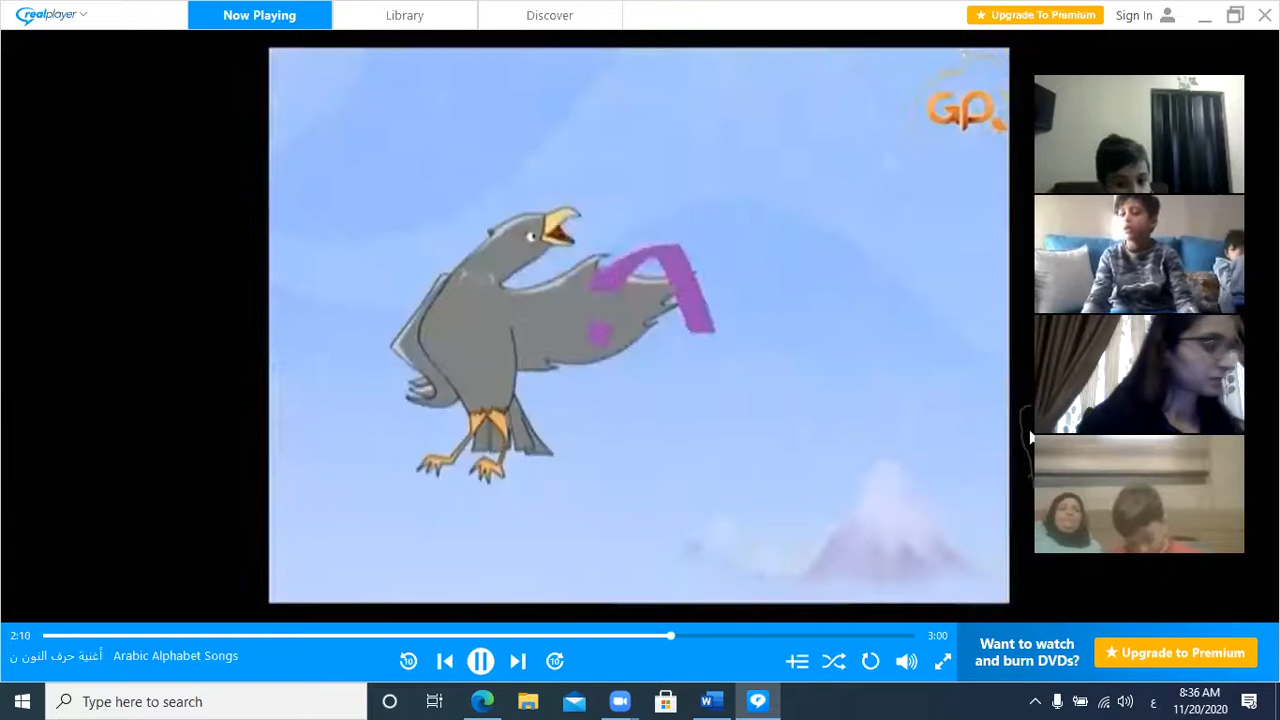 realplayer
Now Playing
Library
Discover
Upgrade To Premium
Sign In
GP
2:10
3:00
أغنية حرف النون ن Arabic Alphabet Songs
10
10
Want to watch
and burn DVDs?
Upgrade to Premium
Type here to search
ع
8:36 AM
11/20/2020